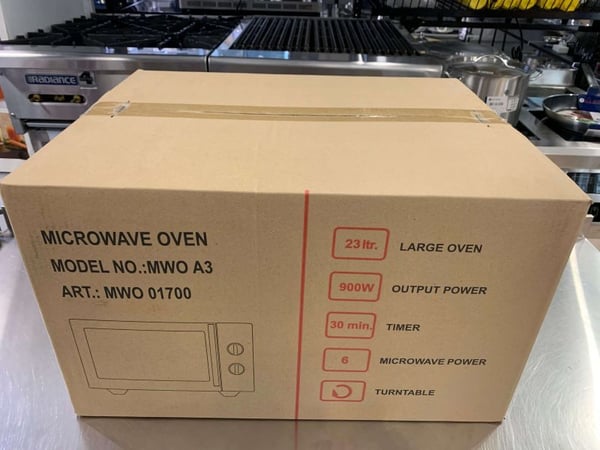 RADIANCE
MICROWAVE OVEN
MODEL NO.:MWO A3
ART.: MWO 01700
23 ltr. LARGE OVEN
900W OUTPUT POWER
30 min. TIMER
6 MICROWAVE POWER
TURNTABLE